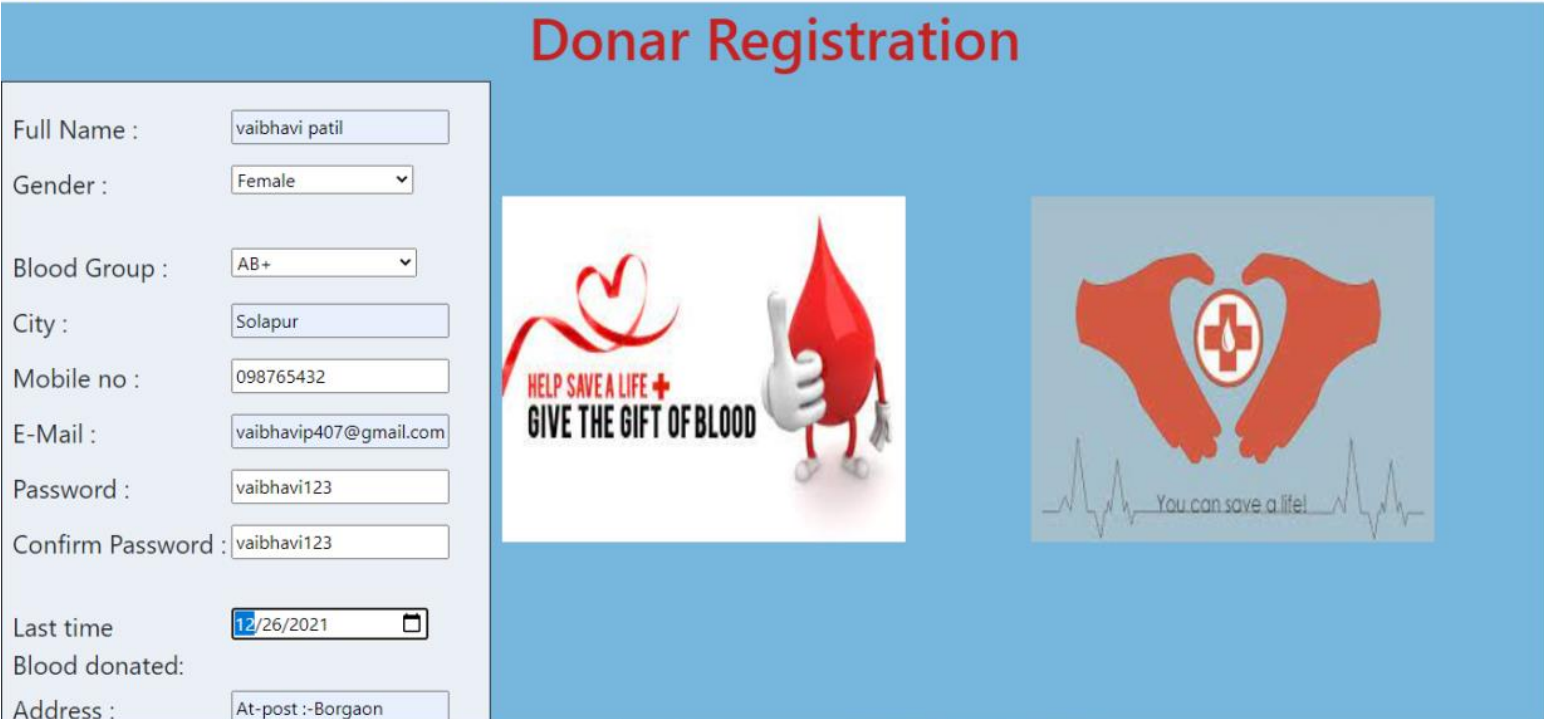 Donar Registration
Full Name : vaibhavi patil
Gender : Female
Blood Group : AB+
City : Solapur
Mobile no : 098765432
E-Mail : vaibhavip407@gmail.com
Password : vaibhavi123
Confirm Password : vaibhavi123
Last time 12/26/2021
Blood donated:
Address : At-post :-Borgaon
HELP SAVE A LIFE
GIVE THE GIFT OF BLOOD
You can save a life!